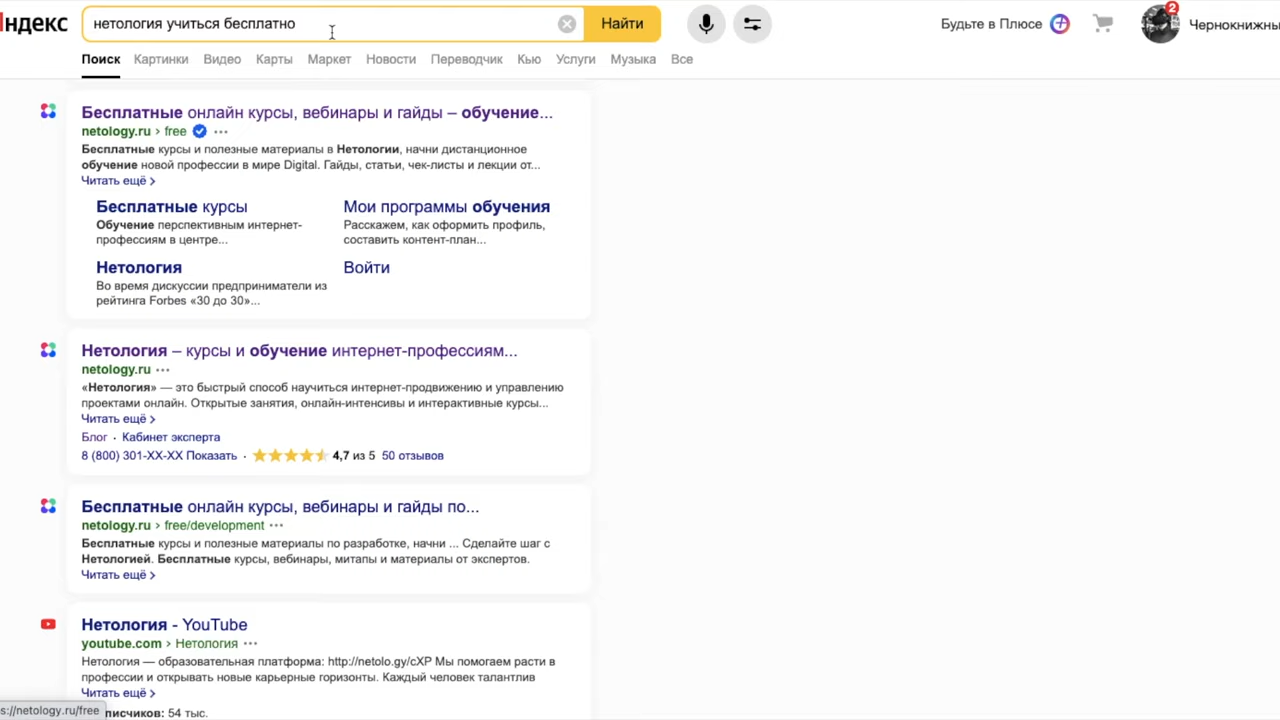 ндекс
нетология учиться бесплатно
Найти
Будьте в Плюсе
2
Чернокнижны
Поиск Картинки Видео Карты Маркет Новости Переводчик Кью Услуги Музыка Все
Бесплатные онлайн курсы, вебинары и гайды – обучение...
netology.ru › free
Бесплатные курсы и полезные материалы в Нетологии, начни дистанционное
обучение новой профессии в мире Digital. Гайды, статьи, чек-листы и лекции от...
Читать ещё ›
Бесплатные курсы
Обучение перспективным интернет-
профессиям в центре...
Мои программы обучения
Расскажем, как оформить профиль,
составить контент-план...
Нетология
Во время дискуссии предприниматели из
рейтинга Forbes «30 до 30»...
Войти
Нетология – курсы и обучение интернет-профессиям...
netology.ru
«Нетология» — это быстрый способ научиться интернет-продвижению и управлению
проектами онлайн. Открытые занятия, онлайн-интенсивы и интерактивные курсы...
Читать ещё ›
Блог · Кабинет эксперта
8 (800) 301-XX-XX Показать · 4,7 из 5 50 отзывов
Бесплатные онлайн курсы, вебинары и гайды по...
netology.ru › free/development
Бесплатные курсы и полезные материалы по разработке, начни ... Сделайте шаг с
Нетологией. Бесплатные курсы, вебинары, митапы и материалы от экспертов.
Читать ещё ›
Нетология - YouTube
youtube.com › Нетология
Нетология — образовательная платформа: http://netolo.gy/cXP Мы помогаем расти в
профессии и открывать новые карьерные горизонты. Каждый человек талантлив
Читать ещё ›
писчиков: 54 тыс.
s://netology.ru/free